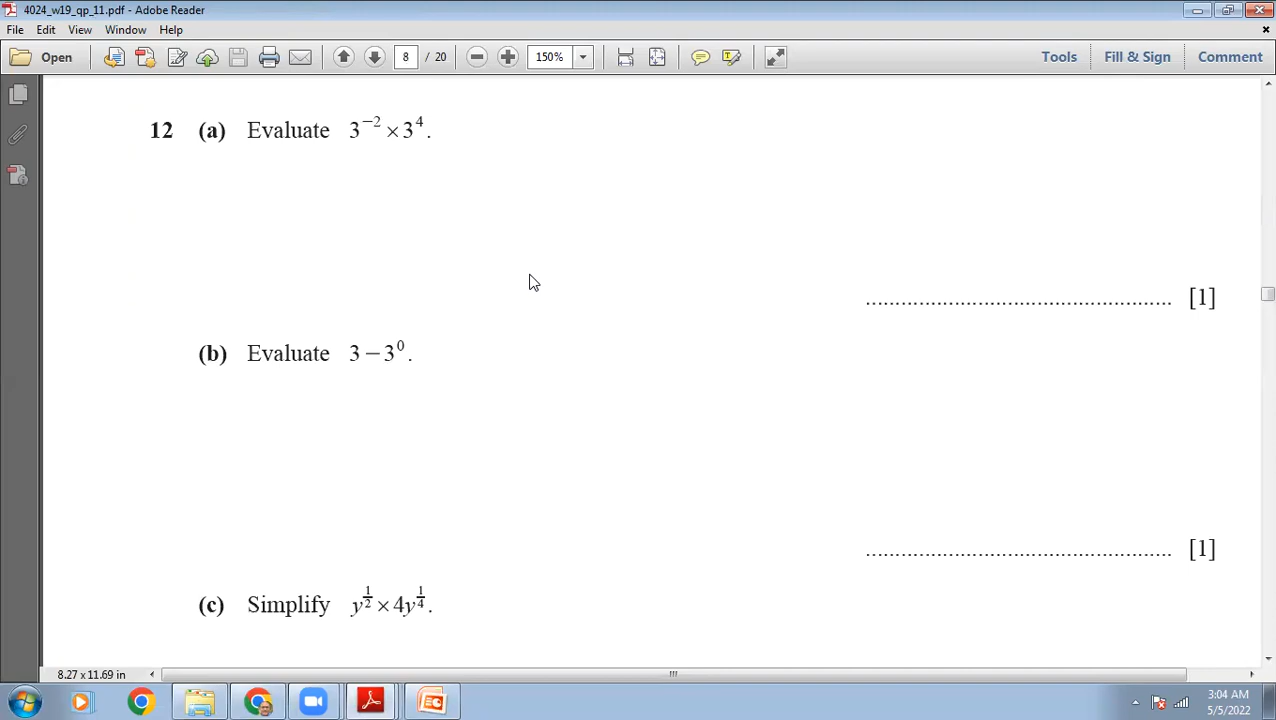 4024_w19_qp_11.pdf - Adobe Reader
File Edit View Window Help
Open 8 / 20 150% Tools Fill & Sign Comment
12 (a) Evaluate 3⁻² × 3⁴.
.................................................. [1]
(b) Evaluate 3 − 3⁰.
.................................................. [1]
(c) Simplify y^(1/2) × 4y^(1/4).
8.27 x 11.69 in
3:04 AM
5/5/2022